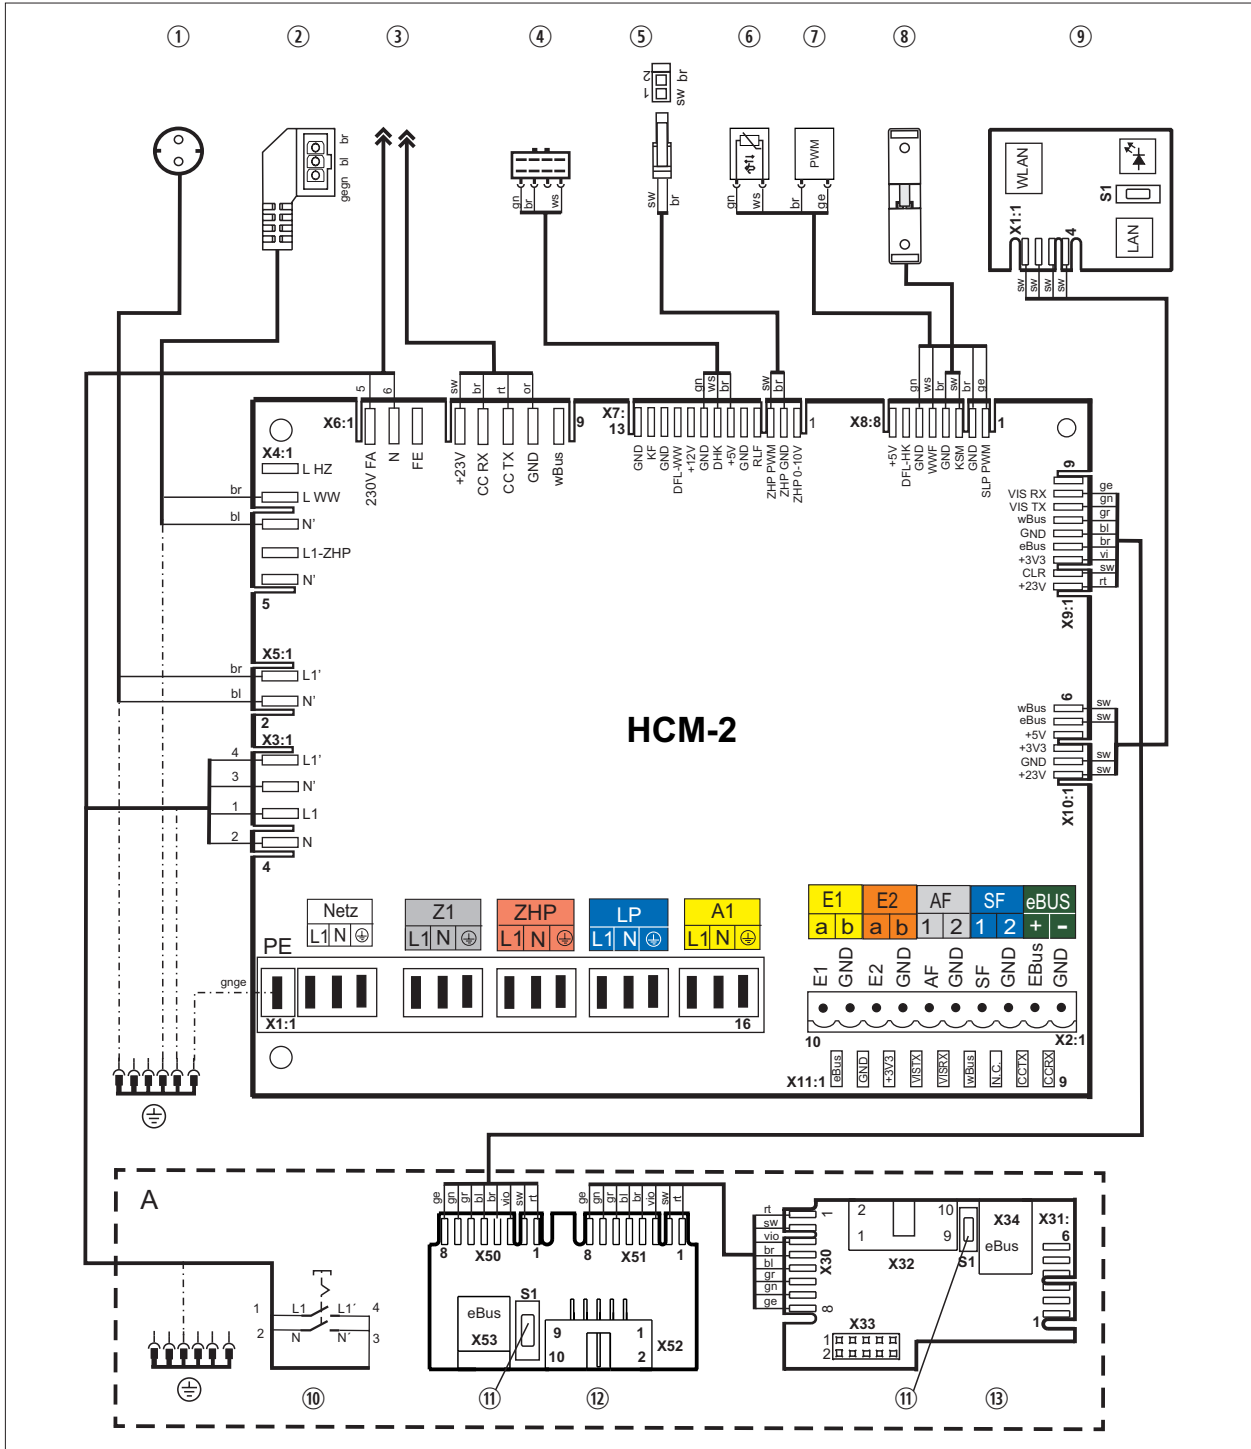 ① ② ③ ④ ⑤ ⑥ ⑦ ⑧ ⑨
2 br
1 sw
br
bl
gegn
gn
br
ws
sw
br
gn
ws
PWM
br
ge
WLAN
S1
LAN
X1:1
4
sw
sw
sw
sw
5
6
sw
br
rt
or
gn
ws
br
sw
br
gn
ws
br
sw
br
ge
X6:1
9
X7:
13
1
X8:8
1
230V FA
N
FE
+23V
CC RX
CC TX
GND
wBus
GND
KF
GND
DFL-WW
+12V
GND
DHK
+5V
GND
RLF
ZHP PWM
ZHP GND
ZHP 0-10V
+5V
DFL-HK
GND
WWF
GND
KSM
GND
SLP PWM
X4:1
L HZ
br
L WW
bl
N'
L1-ZHP
N'
5
9
VIS RX ge
VIS TX gn
wBus gr
GND bl
eBus br
+3V3 vi
CLR sw
+23V rt
X9:1
X5:1
br
L1'
bl
N'
2
X3:1
4
L1'
3
N'
1
L1
2
N
4
HCM-2
6
wBus sw
eBus sw
+5V
+3V3
GND sw
+23V sw
X10:1
Netz
L1 N
Z1
L1 N
ZHP
L1 N
LP
L1 N
A1
L1 N
PE
gnge
X1:1
16
E1 E2 AF SF eBUS
a b a b 1 2 1 2 + -
E1
GND
E2
GND
AF
GND
SF
GND
EBus
GND
10
X2:1
X11:1
eBus
GND
+3V3
VISTX
VISRX
wBus
N.C.
CCTX
CCRX
9
A
ge
gn
gr
bl
br
vio
sw
rt
8 X50 1
ge
gn
gr
bl
br
vio
sw
rt
8 X51 1
eBus
X53
S1
9
10
1
2
X52
1 L1 L1' 4
2 N N' 3
rt
sw
vio
br
bl
gr
gn
ge
1
X30
8
2 10
1 9
X32
S1
X34
eBus
X31:
6
1
X33
1
2
⑩ ⑪ ⑫ ⑪ ⑬